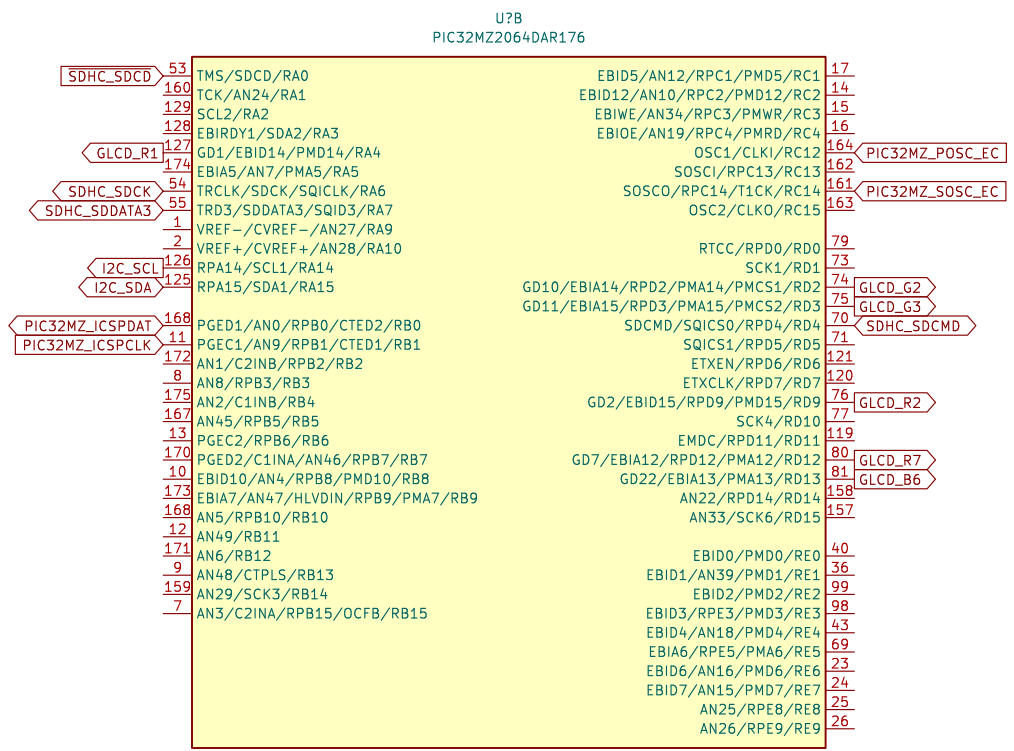 U?B
PIC32MZ2064DAR176
SDHC_SDCD 53 TMS/SDCD/RA0 EBID5/AN12/RPC1/PMD5/RC1 17
160 TCK/AN24/RA1 EBID12/AN10/RPC2/PMD12/RC2 14
129 SCL2/RA2 EBIWE/AN34/RPC3/PMWR/RC3 15
128 EBIRDY1/SDA2/RA3 EBIOE/AN19/RPC4/PMRD/RC4 16
GLCD_R1 127 GD1/EBID14/PMD14/RA4 OSC1/CLKI/RC12 164 PIC32MZ_POSC_EC
174 EBIA5/AN7/PMA5/RA5 SOSCI/RPC13/RC13 162
SDHC_SDCK 54 TRCLK/SDCK/SQICLK/RA6 SOSCO/RPC14/T1CK/RC14 161 PIC32MZ_SOSC_EC
SDHC_SDDATA3 55 TRD3/SDDATA3/SQID3/RA7 OSC2/CLKO/RC15 163
1 VREF-/CVREF-/AN27/RA9
2 VREF+/CVREF+/AN28/RA10 RTCC/RPD0/RD0 79
I2C_SCL 126 RPA14/SCL1/RA14 SCK1/RD1 73
I2C_SDA 125 RPA15/SDA1/RA15 GD10/EBIA14/RPD2/PMA14/PMCS1/RD2 74 GLCD_G2
GD11/EBIA15/RPD3/PMA15/PMCS2/RD3 75 GLCD_G3
PIC32MZ_ICSPDAT 168 PGED1/AN0/RPB0/CTED2/RB0 SDCMD/SQICS0/RPD4/RD4 70 SDHC_SDCMD
PIC32MZ_ICSPCLK 11 PGEC1/AN9/RPB1/CTED1/RB1 SQICS1/RPD5/RD5 71
172 AN1/C2INB/RPB2/RB2 ETXEN/RPD6/RD6 121
8 AN8/RPB3/RB3 ETXCLK/RPD7/RD7 120
175 AN2/C1INB/RB4 GD2/EBID15/RPD9/PMD15/RD9 76 GLCD_R2
167 AN45/RPB5/RB5 SCK4/RD10 77
13 PGEC2/RPB6/RB6 EMDC/RPD11/RD11 119
170 PGED2/C1INA/AN46/RPB7/RB7 GD7/EBIA12/RPD12/PMA12/RD12 80 GLCD_R7
10 EBID10/AN4/RPB8/PMD10/RB8 GD22/EBIA13/PMA13/RD13 81 GLCD_B6
173 EBIA7/AN47/HLVDIN/RPB9/PMA7/RB9 AN22/RPD14/RD14 158
168 AN5/RPB10/RB10 AN33/SCK6/RD15 157
12 AN49/RB11
171 AN6/RB12 EBID0/PMD0/RE0 40
9 AN48/CTPLS/RB13 EBID1/AN39/PMD1/RE1 36
159 AN29/SCK3/RB14 EBID2/PMD2/RE2 99
7 AN3/C2INA/RPB15/OCFB/RB15 EBID3/RPE3/PMD3/RE3 98
EBID4/AN18/PMD4/RE4 43
EBIA6/RPE5/PMA6/RE5 69
EBID6/AN16/PMD6/RE6 23
EBID7/AN15/PMD7/RE7 24
AN25/RPE8/RE8 25
AN26/RPE9/RE9 26